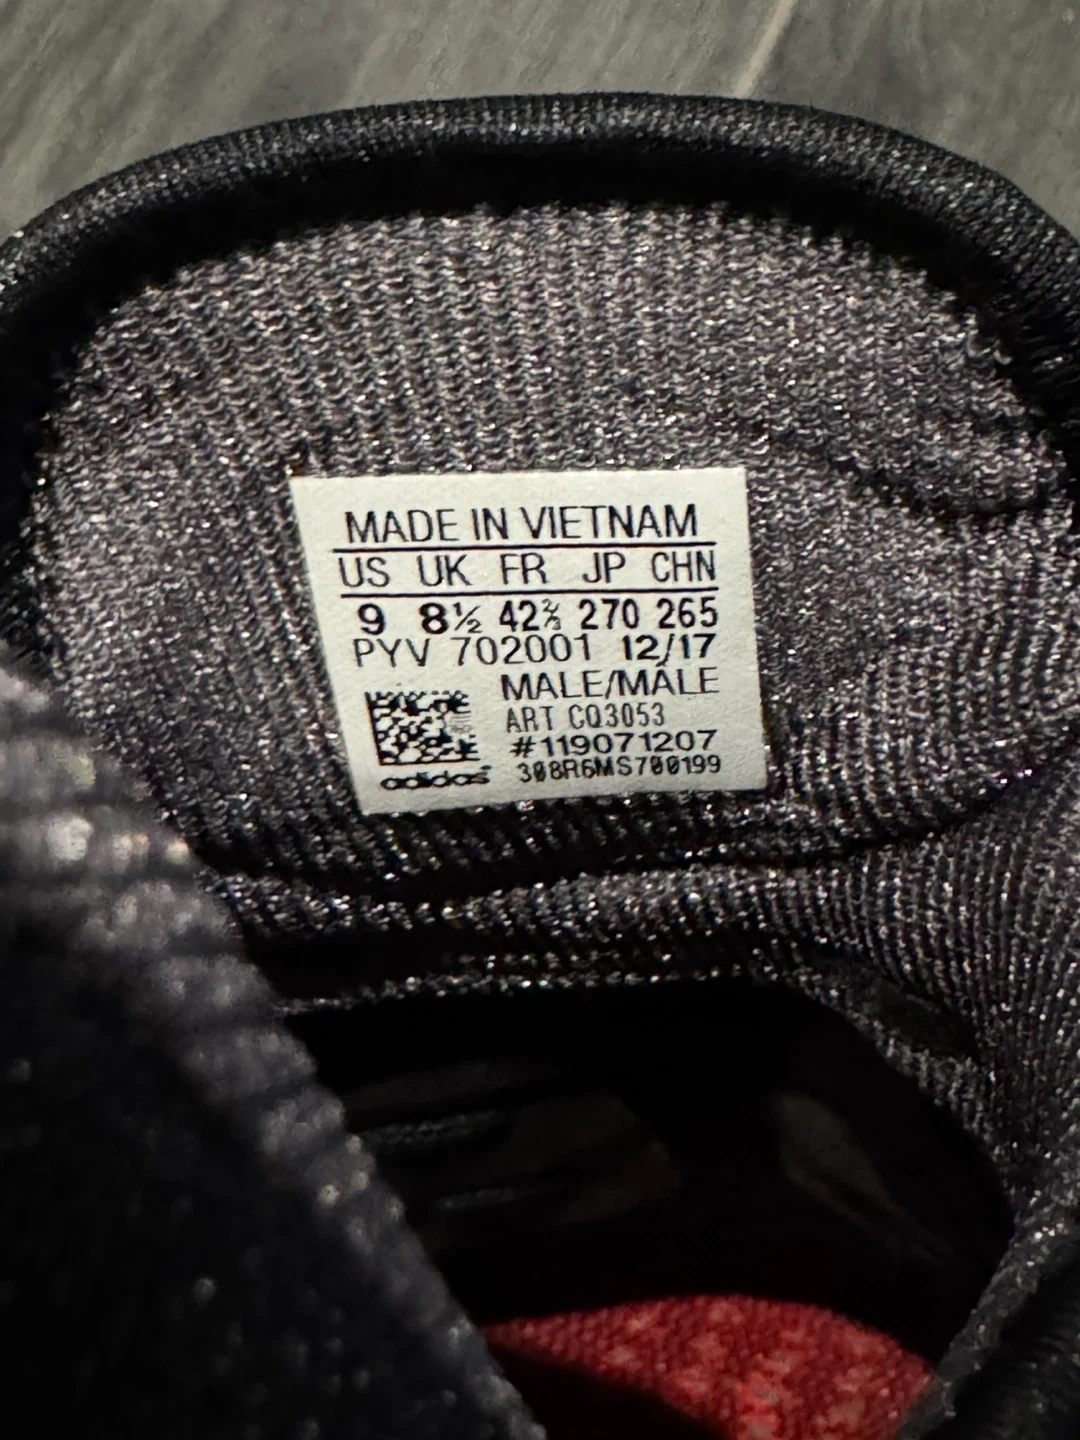 MADE IN VIETNAM
US UK FR JP CHN
9 8½ 42⅔ 270 265
PYV 702001 12/17
MALE/MÂLE
ART CQ3053
#119071207
adidas 308R6MS700199